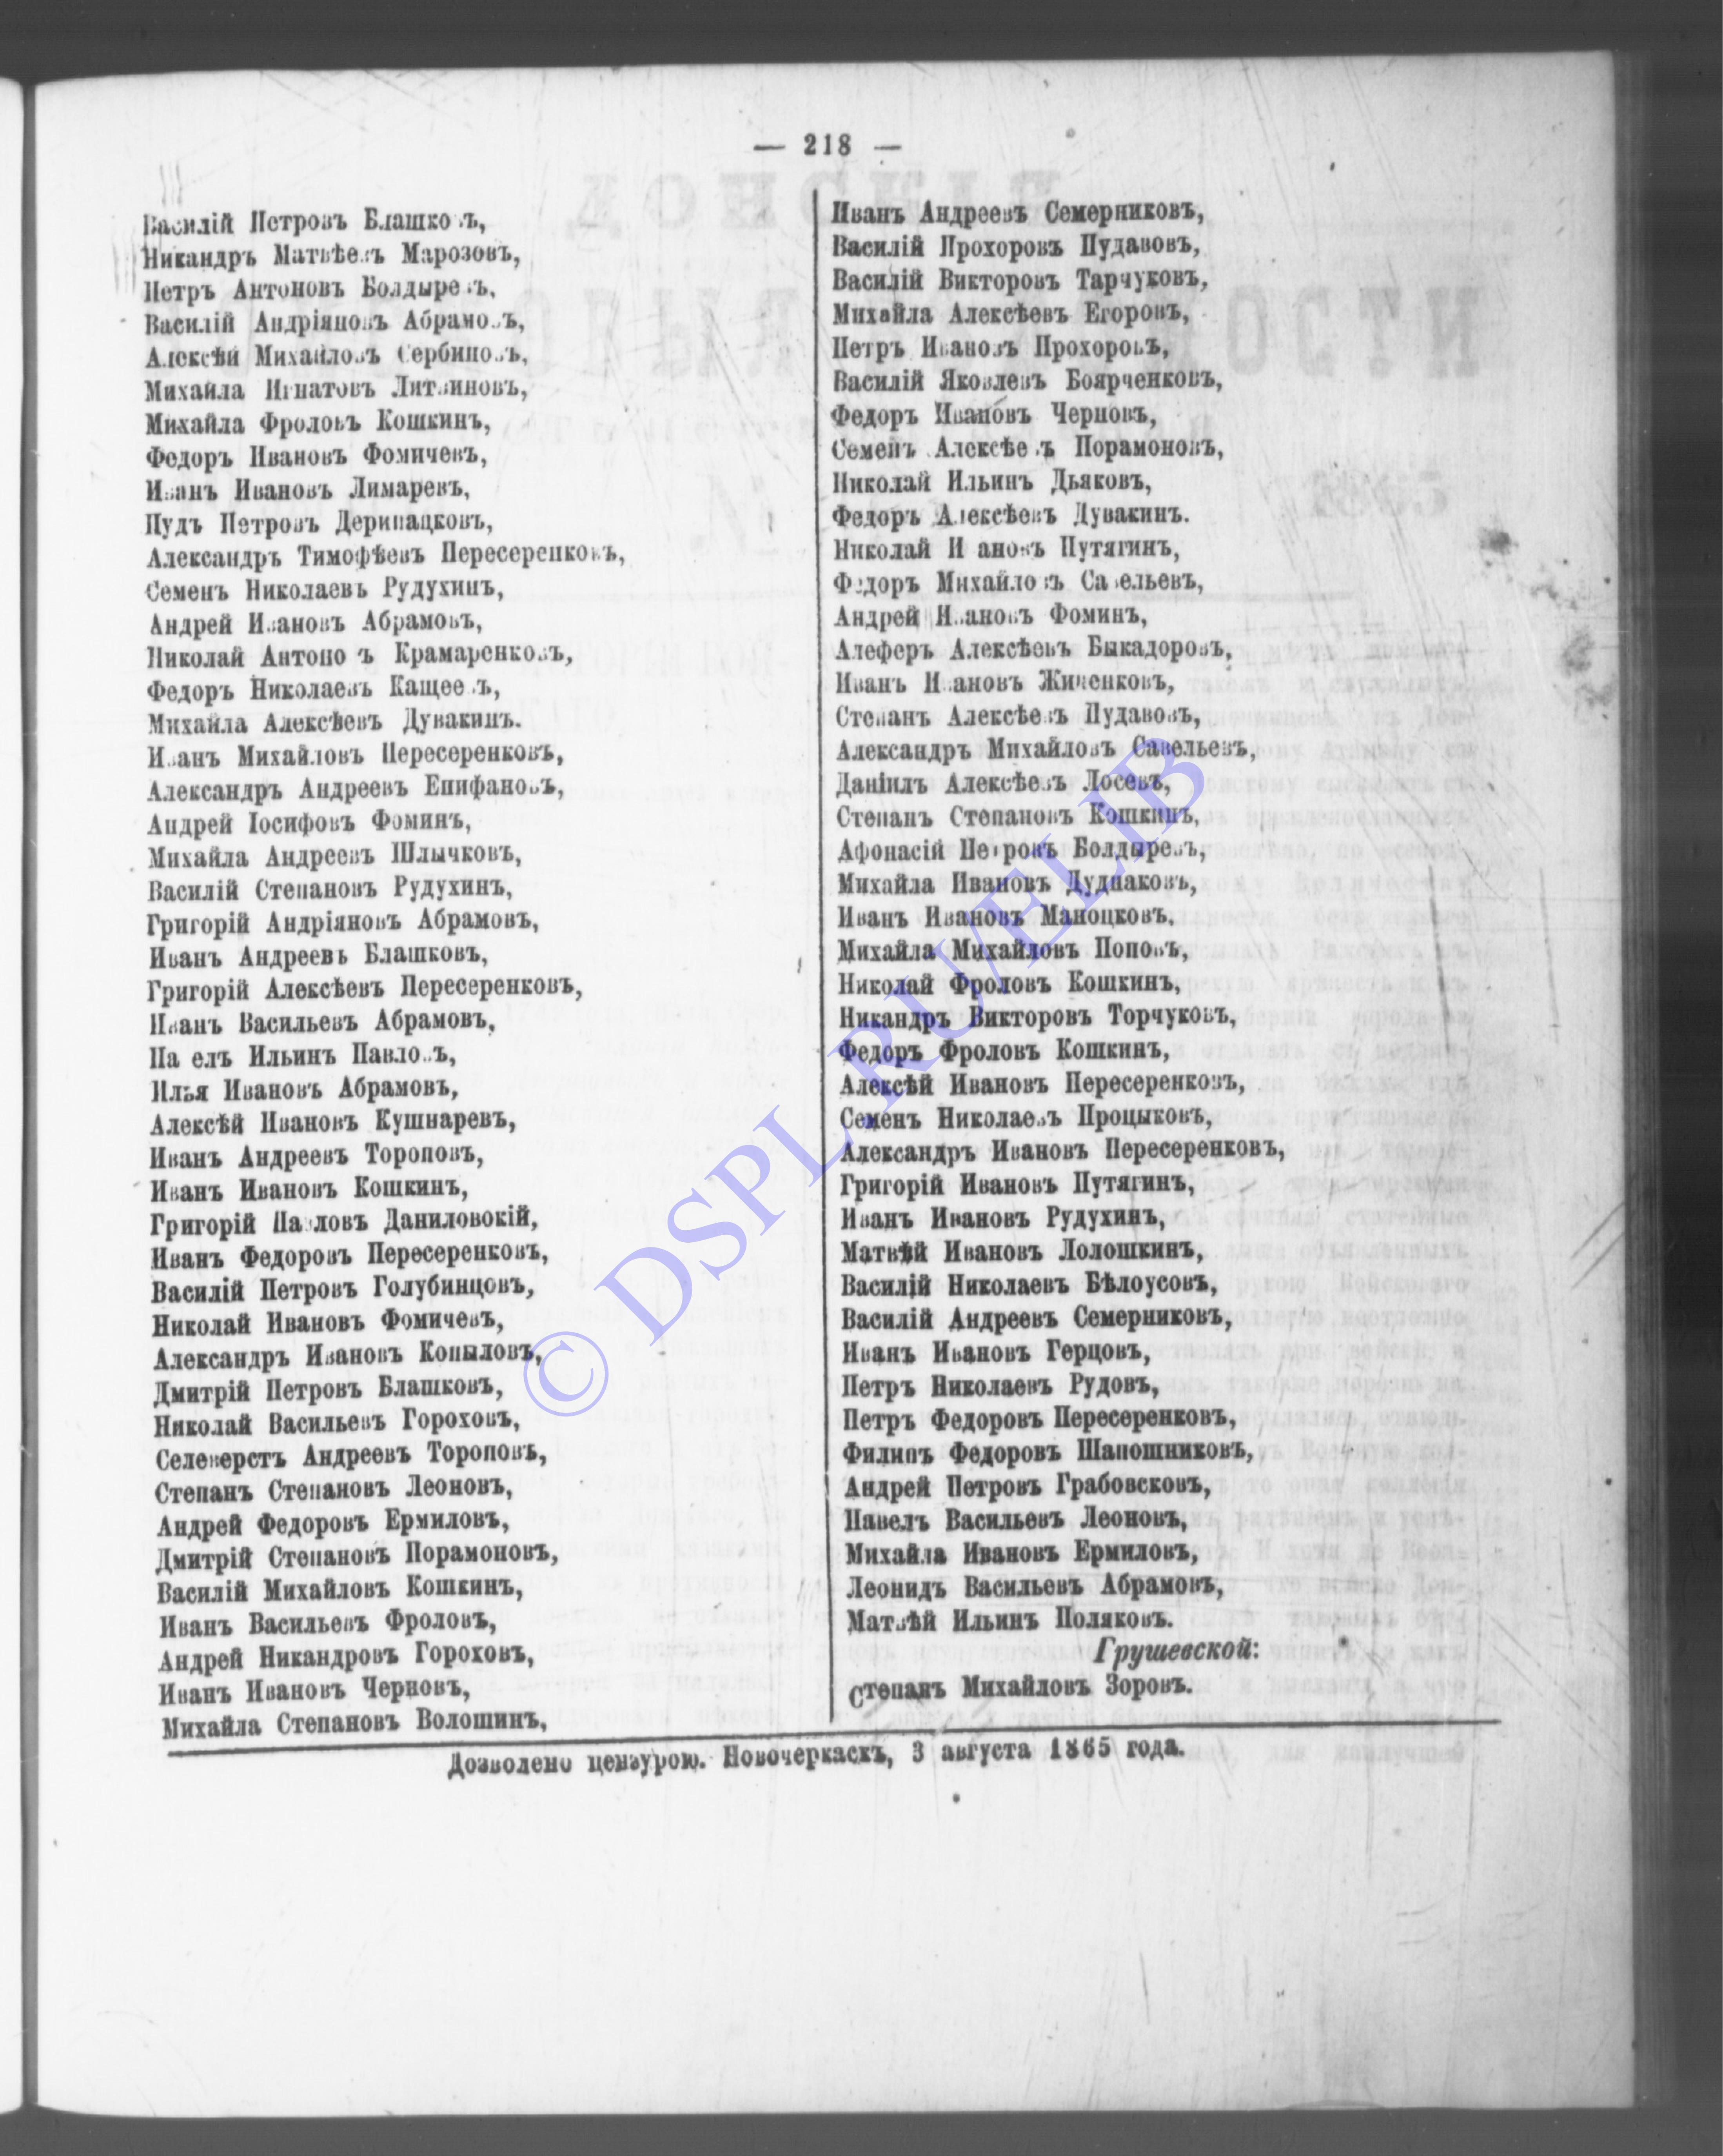 — 218 —
Василій Петровъ Блашковъ,
Никандръ Матвѣевъ Марозовъ,
Петръ Антоновъ Болдыревъ,
Василій Андріяновъ Абрамовъ,
Алексѣй Михайловъ Сербиновъ,
Михайла Игнатовъ Литвиновъ,
Михайла Фроловъ Кошкинъ,
Федоръ Ивановъ Фомичевъ,
Иванъ Ивановъ Лимаревъ,
Пудъ Петровъ Дерипацковъ,
Александръ Тимофѣевъ Пересеренковъ,
Семенъ Николаевъ Рудухинъ,
Андрей Ивановъ Абрамовъ,
Николай Антоновъ Крамаренковъ,
Федоръ Николаевъ Кащеевъ,
Михайла Алексѣевъ Дувакинъ.
Иванъ Михайловъ Пересеренковъ,
Александръ Андреевъ Епифановъ,
Андрей Іосифовъ Фоминъ,
Михайла Андреевъ Шлычковъ,
Василій Степановъ Рудухинъ,
Григорій Андріяновъ Абрамовъ,
Иванъ Андреевъ Блашковъ,
Григорій Алексѣевъ Пересеренковъ,
Иванъ Васильевъ Абрамовъ,
Павелъ Ильинъ Павловъ,
Илья Ивановъ Абрамовъ,
Алексѣй Ивановъ Кушнаревъ,
Иванъ Андреевъ Тороповъ,
Иванъ Ивановъ Кошкинъ,
Григорій Павловъ Даниловокій,
Иванъ Федоровъ Пересеренковъ,
Василій Петровъ Голубинцовъ,
Николай Ивановъ Фомичевъ,
Александръ Ивановъ Копыловъ,
Дмитрій Петровъ Блашковъ,
Николай Васильевъ Гороховъ,
Селеверстъ Андреевъ Тороповъ,
Степанъ Степановъ Леоновъ,
Андрей Федоровъ Ермиловъ,
Дмитрій Степановъ Порамоновъ,
Василій Михайловъ Кошкинъ,
Иванъ Васильевъ Фроловъ,
Андрей Никандровъ Гороховъ,
Иванъ Ивановъ Черновъ,
Михайла Степановъ Волошинъ,
Иванъ Андреевъ Семерниковъ,
Василій Прохоровъ Пудавовъ,
Василій Викторовъ Тарчуковъ,
Михайла Алексѣевъ Егоровъ,
Петръ Ивановъ Прохоровъ,
Василій Яковлевъ Боярченковъ,
Федоръ Ивановъ Черновъ,
Семенъ Алексѣевъ Порамоновъ,
Николай Ильинъ Дьяковъ,
Федоръ Алексѣевъ Дувакинъ.
Николай Ивановъ Путягинъ,
Федоръ Михайловъ Савельевъ,
Андрей Ивановъ Фоминъ,
Алеферъ Алексѣевъ Быкадоровъ,
Иванъ Ивановъ Жиченковъ,
Степанъ Алексѣевъ Пудавовъ,
Александръ Михайловъ Савельевъ,
Даніилъ Алексѣевъ Лосевъ,
Степанъ Степановъ Кошкинъ,
Афонасій Петровъ Болдыревъ,
Михайла Ивановъ Дуднаковъ,
Иванъ Ивановъ Маноцковъ,
Михайла Михайловъ Поповъ,
Николай Фроловъ Кошкинъ,
Никандръ Викторовъ Торчуковъ,
Федоръ Фроловъ Кошкинъ,
Алексѣй Ивановъ Пересеренковъ,
Семенъ Николаевъ Процыковъ,
Александръ Ивановъ Пересеренковъ,
Григорій Ивановъ Путягинъ,
Иванъ Ивановъ Рудухинъ,
Матвѣй Ивановъ Лолошкинъ,
Василій Николаевъ Бѣлоусовъ,
Василій Андреевъ Семерниковъ,
Иванъ Ивановъ Герцовъ,
Петръ Николаевъ Рудовъ,
Петръ Федоровъ Пересеренковъ,
Филипъ Федоровъ Шапошниковъ,
Андрей Петровъ Грабовсковъ,
Павелъ Васильевъ Леоновъ,
Михайла Ивановъ Ермиловъ,
Леонидъ Васильевъ Абрамовъ,
Матвѣй Ильинъ Поляковъ.
Грушевской:
Степанъ Михайловъ Зоровъ.
Дозволено цензурою. Новочеркаскъ, 3 августа 1865 года.
© DSPL.RU/ELIB